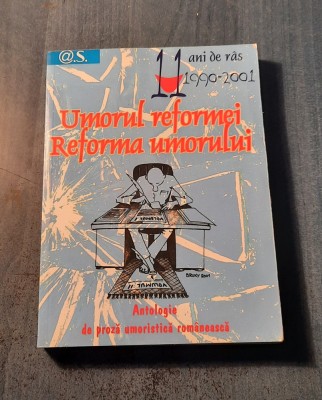 @.S.
11 ani de râs
1990-2001
Umorul reformei
Reforma umorului
Antologie
de proză umoristică românească